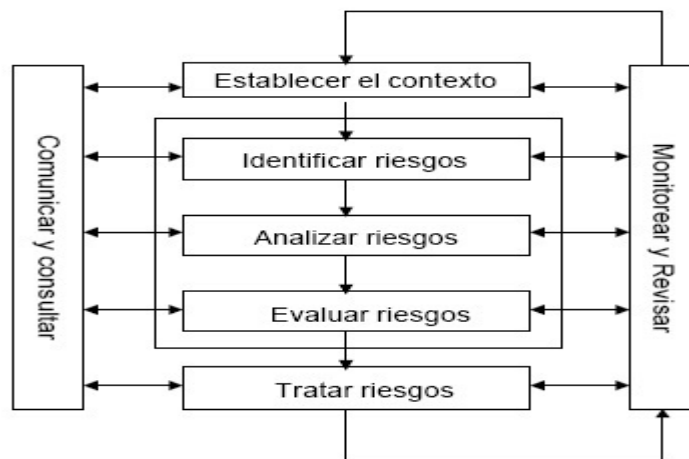 Establecer el contexto
Identificar riesgos
Analizar riesgos
Evaluar riesgos
Tratar riesgos
Comunicar y consultar
Monitorear y Revisar